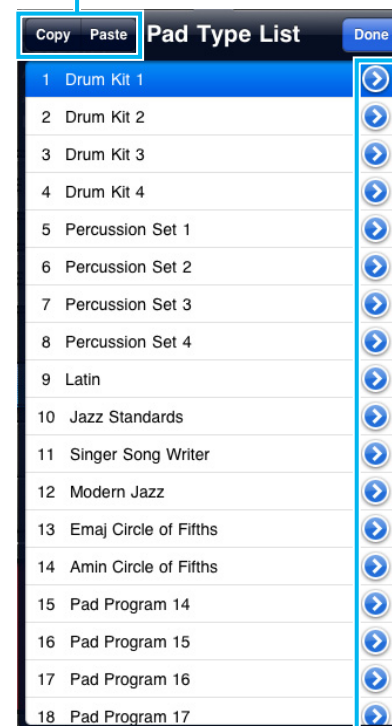 Copy Paste Pad Type List Done
1 Drum Kit 1
2 Drum Kit 2
3 Drum Kit 3
4 Drum Kit 4
5 Percussion Set 1
6 Percussion Set 2
7 Percussion Set 3
8 Percussion Set 4
9 Latin
10 Jazz Standards
11 Singer Song Writer
12 Modern Jazz
13 Emaj Circle of Fifths
14 Amin Circle of Fifths
15 Pad Program 14
16 Pad Program 15
17 Pad Program 16
18 Pad Program 17